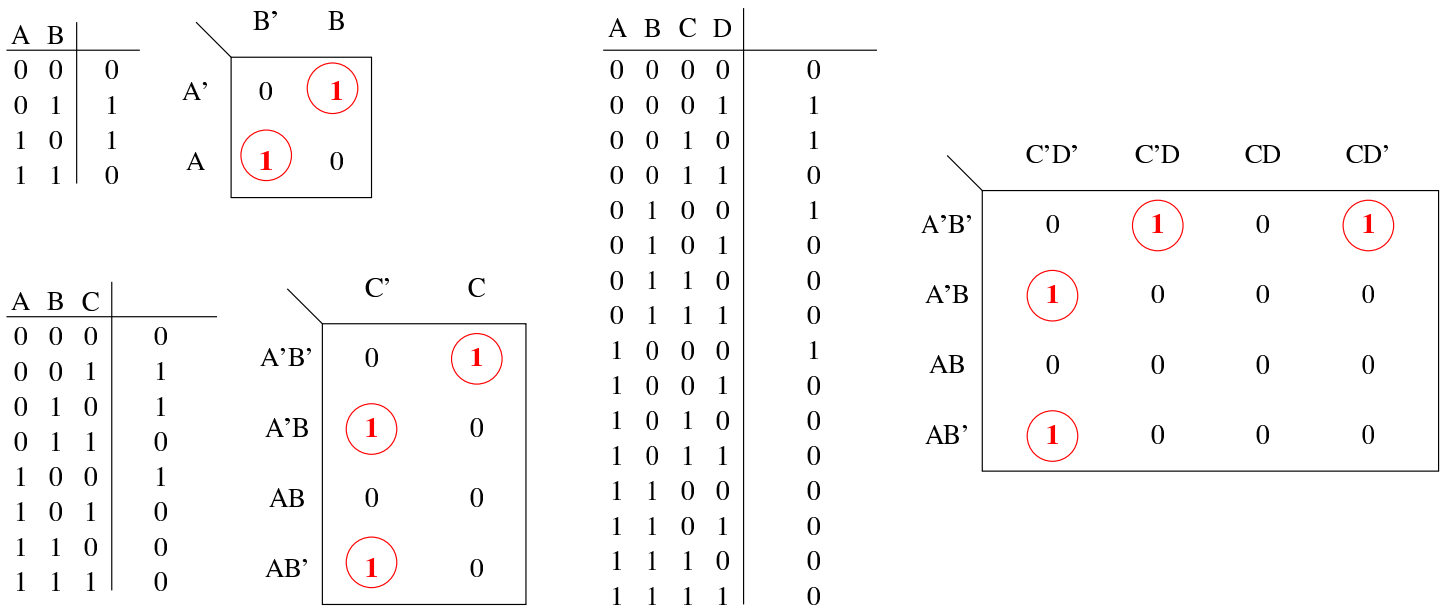 A B
0 0 0
0 1 1
1 0 1
1 1 0
B' B
A' 0 1
A 1 0
A B C
0 0 0 0
0 0 1 1
0 1 0 1
0 1 1 0
1 0 0 1
1 0 1 0
1 1 0 0
1 1 1 0
C' C
A'B' 0 1
A'B 1 0
AB 0 0
AB' 1 0
A B C D
0 0 0 0 0
0 0 0 1 1
0 0 1 0 1
0 0 1 1 0
0 1 0 0 1
0 1 0 1 0
0 1 1 0 0
0 1 1 1 0
1 0 0 0 1
1 0 0 1 0
1 0 1 0 0
1 0 1 1 0
1 1 0 0 0
1 1 0 1 0
1 1 1 0 0
1 1 1 1 0
C'D' C'D CD CD'
A'B' 0 1 0 1
A'B 1 0 0 0
AB 0 0 0 0
AB' 1 0 0 0